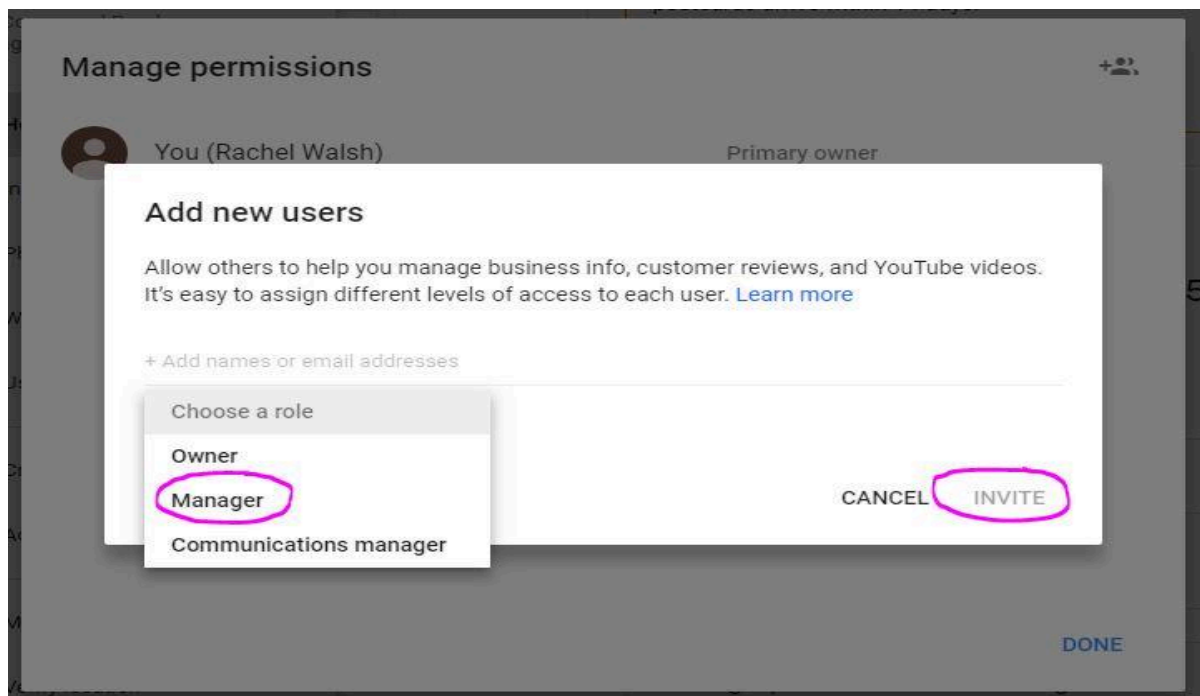 Manage permissions
You (Rachel Walsh)
Primary owner
Add new users
Allow others to help you manage business info, customer reviews, and YouTube videos.
It's easy to assign different levels of access to each user. Learn more
+ Add names or email addresses
Choose a role
Owner
Manager
Communications manager
CANCEL
INVITE
DONE